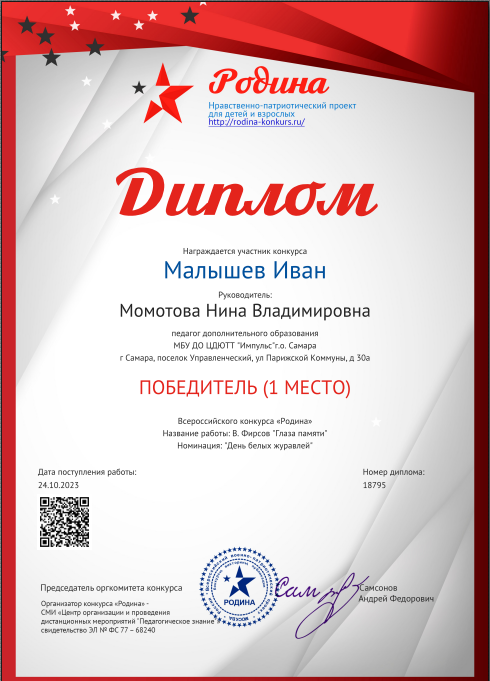 Родина
Нравственно-патриотический проект
для детей и взрослых
http://rodina-konkurs.ru/
Диплом
Награждается участник конкурса
Малышев Иван
Руководитель:
Момотова Нина Владимировна
педагог дополнительного образования
МБУ ДО ЦДЮТТ "Импульс"г.о. Самара
г Самара, поселок Управленческий, ул Парижской Коммуны, д 30а
ПОБЕДИТЕЛЬ (1 МЕСТО)
Всероссийского конкурса «Родина»
Название работы: В. Фирсов "Глаза памяти"
Номинация: "День белых журавлей"
Дата поступления работы:
24.10.2023
Номер диплома:
18795
Председатель оргкомитета конкурса
Самсонов
Андрей Федорович
Организатор конкурса «Родина» -
СМИ «Центр организации и проведения
дистанционных мероприятий "Педагогическое знание"»
свидетельство ЭЛ № ФС 77 – 68240
РОДИНА
МОСКВА